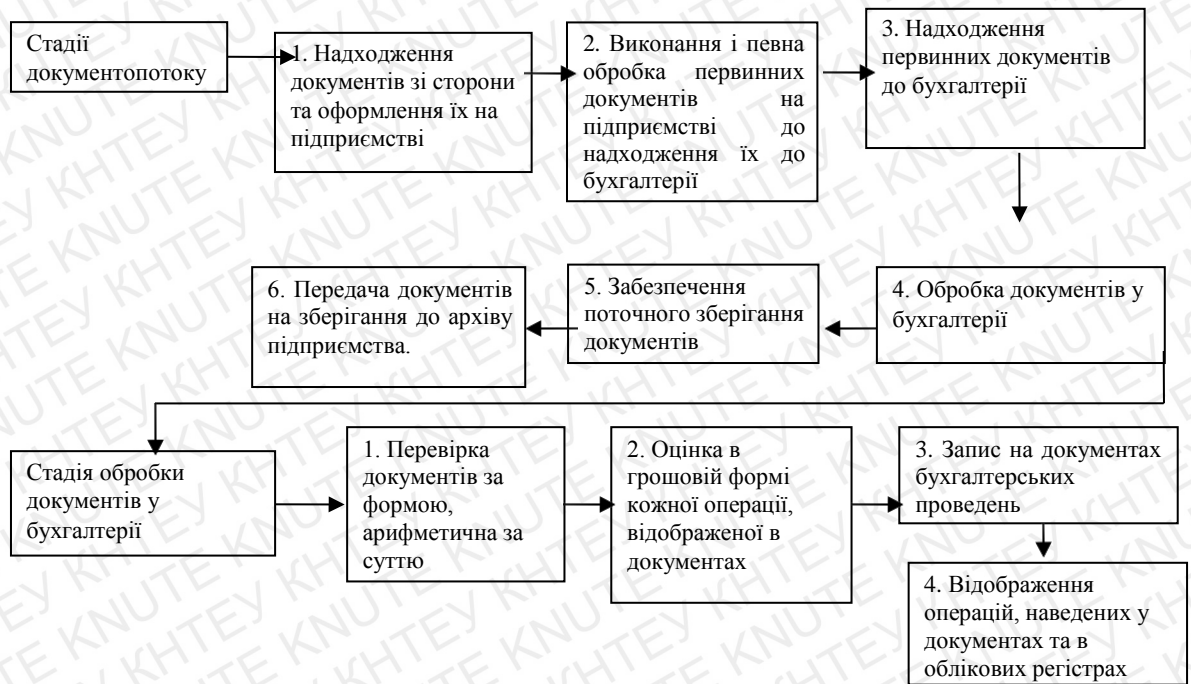 Стадії
документопотоку
1. Надходження
документів зі сторони
та оформлення їх на
підприємстві
2. Виконання і певна
обробка первинних
документів на
підприємстві до
надходження їх до
бухгалтерії
3. Надходження
первинних документів
до бухгалтерії
6. Передача документів
на зберігання до архіву
підприємства.
5. Забезпечення
поточного зберігання
документів
4. Обробка документів у
бухгалтерії
Стадія обробки
документів у
бухгалтерії
1. Перевірка
документів за
формою,
арифметична за
суттю
2. Оцінка в
грошовій формі
кожної операції,
відображеної в
документах
3. Запис на документах
бухгалтерських
проведень
4. Відображення
операцій, наведених у
документах та в
облікових регістрах